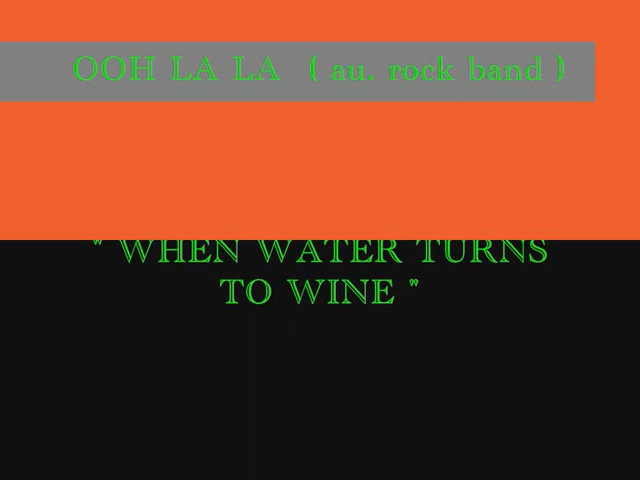 OOH LA LA ( au. rock band )
" WHEN WATER TURNS
TO WINE "